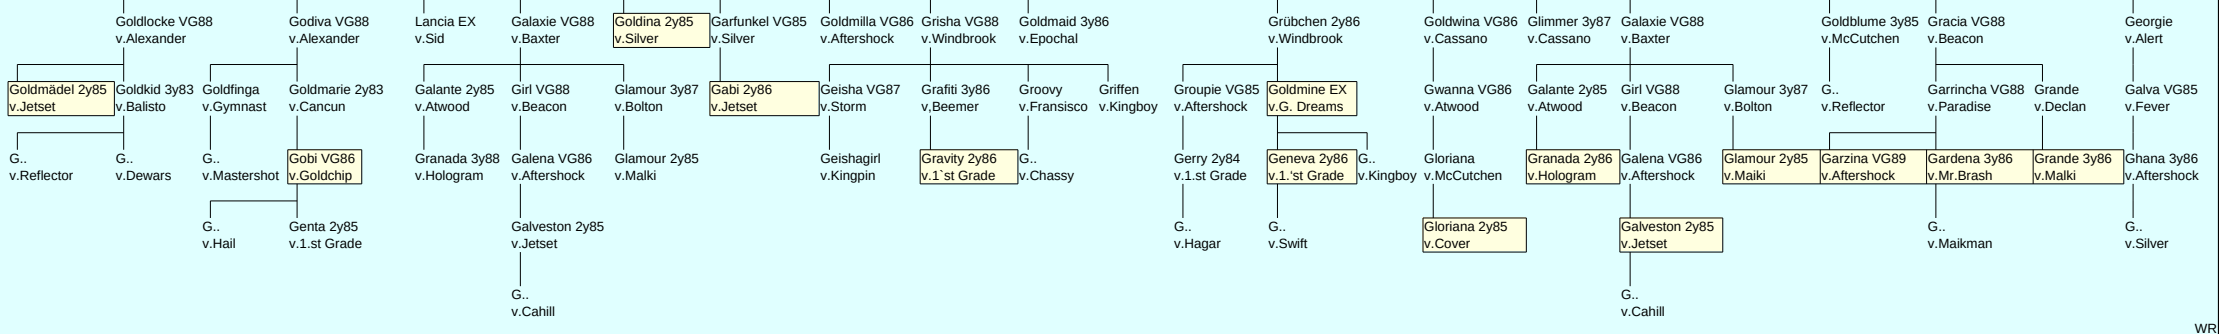 Goldlocke VG88
v.Alexander
Godiva VG88
v.Alexander
Lancia EX
v.Sid
Galaxie VG88
v.Baxter
Goldina 2y85
v.Silver
Garfunkel VG85
v.Silver
Goldmilla VG86
v.Aftershock
Grisha VG88
v.Windbrook
Goldmaid 3y86
v.Epochal
Grübchen 2y86
v.Windbrook
Goldwina VG86
v.Cassano
Glimmer 3y87
v.Cassano
Galaxie VG88
v.Baxter
Goldblume 3y85
v.McCutchen
Gracia VG88
v.Beacon
Georgie
v.Alert
Goldmädel 2y85
v.Jetset
Goldkid 3y83
v.Balisto
Goldfinga
v.Gymnast
Goldmarie 2y83
v.Cancun
Galante 2y85
v.Atwood
Girl VG88
v.Beacon
Glamour 3y87
v.Bolton
Gabi 2y86
v.Jetset
Geisha VG87
v.Storm
Grafiti 3y86
v,Beemer
Groovy
v.Fransisco
Griffen
v.Kingboy
Groupie VG85
v.Aftershock
Goldmine EX
v.G. Dreams
Gwanna VG86
v.Atwood
Galante 2y85
v.Atwood
Girl VG88
v.Beacon
Glamour 3y87
v.Bolton
G..
v.Reflector
Garrincha VG88
v.Paradise
Grande
v.Declan
Galva VG85
v.Fever
G..
v.Reflector
G..
v.Dewars
G..
v.Mastershot
Gobi VG86
v.Goldchip
Granada 3y88
v.Hologram
Galena VG86
v.Aftershock
Glamour 2y85
v.Malki
Geishagirl
v.Kingpin
Gravity 2y86
v.1`st Grade
G..
v.Chassy
Gerry 2y84
v.1.st Grade
Geneva 2y86
v.1.'st Grade
G..
v.Kingboy
Gloriana
v.McCutchen
Granada 2y86
v.Hologram
Galena VG86
v.Aftershock
Glamour 2y85
v.Maiki
Garzina VG89
v.Aftershock
Gardena 3y86
v.Mr.Brash
Grande 3y86
v.Malki
Ghana 3y86
v.Aftershock
G..
v.Hail
Genta 2y85
v.1.st Grade
Galveston 2y85
v.Jetset
G..
v.Hagar
G..
v.Swift
Gloriana 2y85
v.Cover
Galveston 2y85
v.Jetset
G..
v.Maikman
G..
v.Silver
G..
v.Cahill
G..
v.Cahill
WR